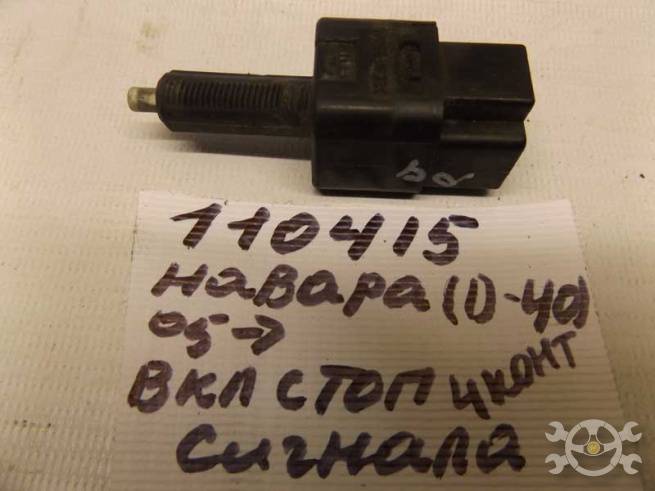 110415
НАВАРА (D-40)
05->
ВКЛ СТОП 4КОНТ
СИГНАЛА